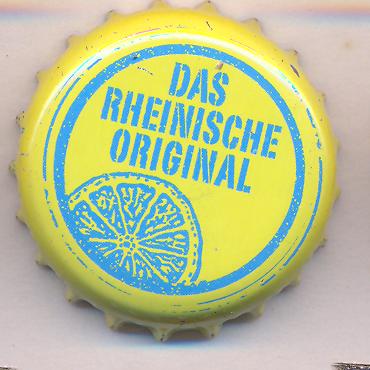 DAS
RHEINISCHE
ORIGINAL